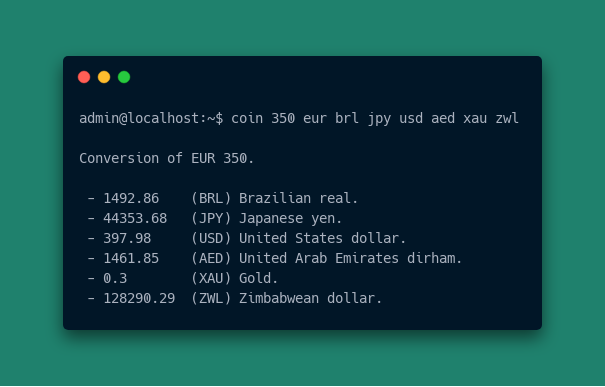 admin@localhost:~$ coin 350 eur brl jpy usd aed xau zwl
Conversion of EUR 350.
- 1492.86 (BRL) Brazilian real.
- 44353.68 (JPY) Japanese yen.
- 397.98 (USD) United States dollar.
- 1461.85 (AED) United Arab Emirates dirham.
- 0.3 (XAU) Gold.
- 128290.29 (ZWL) Zimbabwean dollar.